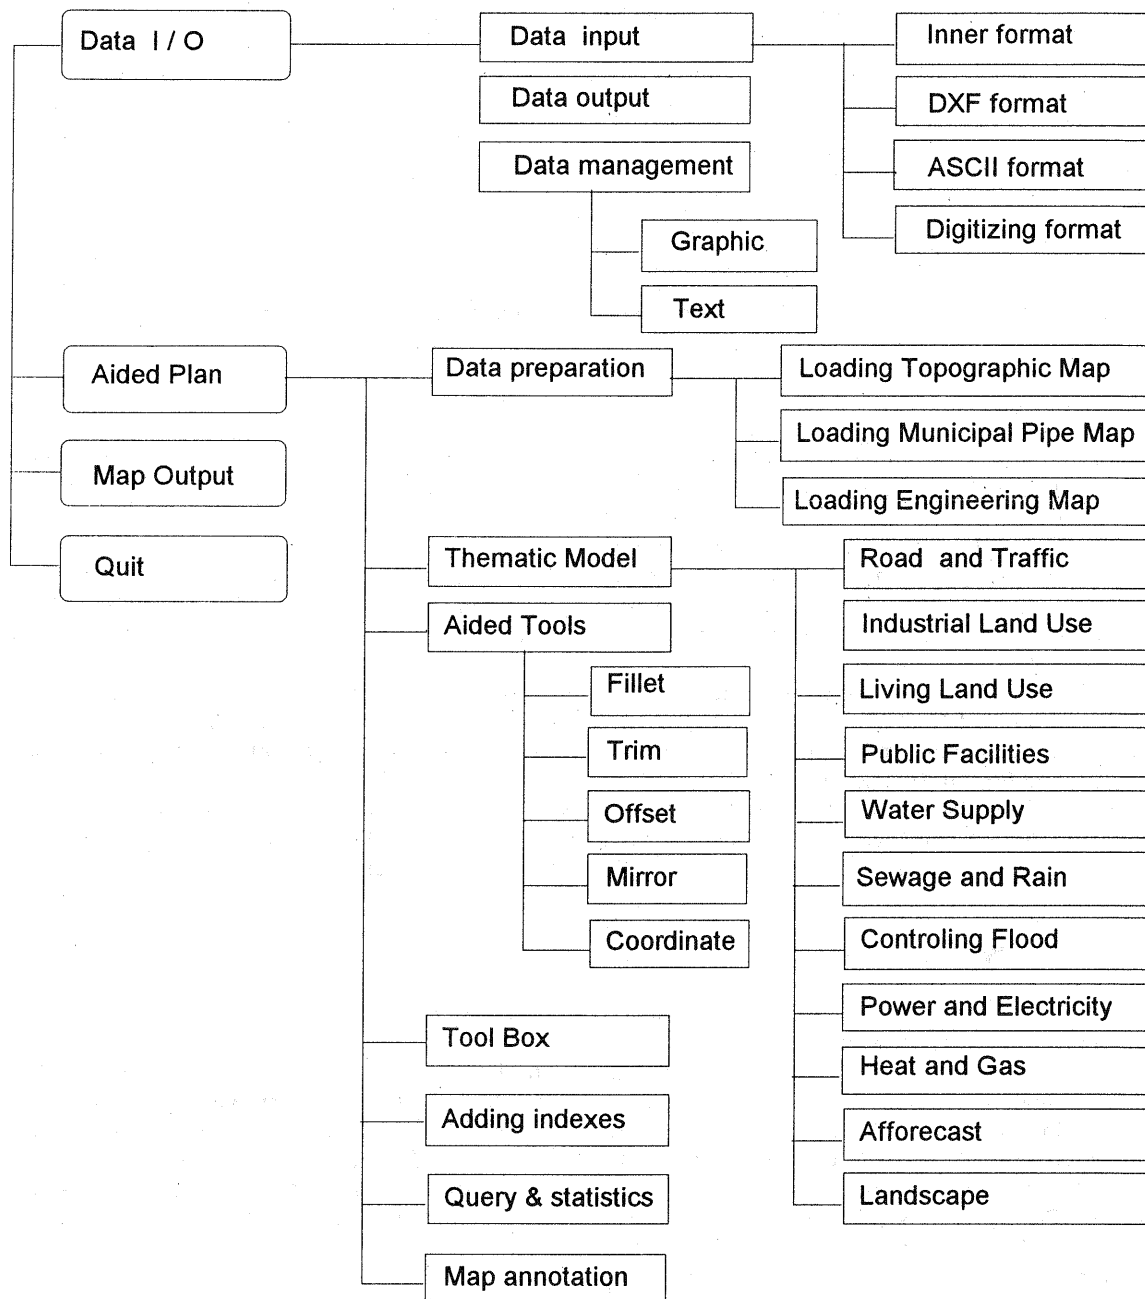 Data I / O
Data input
Inner format
Data output
DXF format
Data management
ASCII format
Graphic
Digitizing format
Text
Aided Plan
Data preparation
Loading Topographic Map
Loading Municipal Pipe Map
Map Output
Loading Engineering Map
Quit
Thematic Model
Road and Traffic
Aided Tools
Industrial Land Use
Fillet
Living Land Use
Trim
Public Facilities
Offset
Water Supply
Mirror
Sewage and Rain
Coordinate
Controling Flood
Tool Box
Power and Electricity
Heat and Gas
Adding indexes
Afforecast
Query & statistics
Landscape
Map annotation